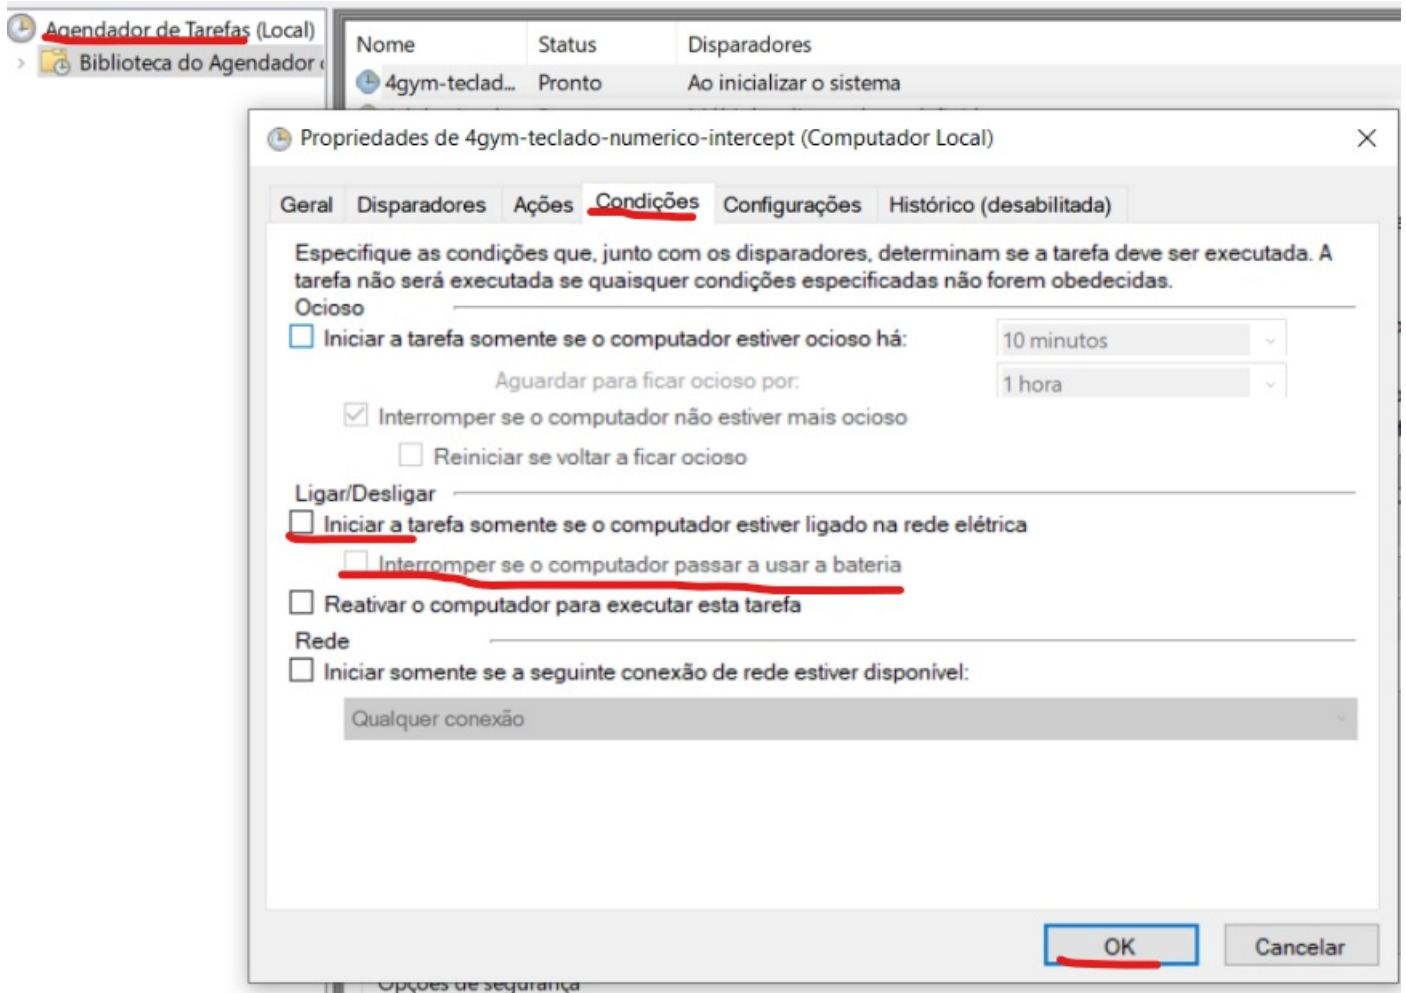 Agendador de Tarefas (Local)
Biblioteca do Agendador
Nome Status Disparadores
4gym-teclad... Pronto Ao inicializar o sistema
Propriedades de 4gym-teclado-numerico-intercept (Computador Local)
Geral Disparadores Ações Condições Configurações Histórico (desabilitada)
Especifique as condições que, junto com os disparadores, determinam se a tarefa deve ser executada. A
tarefa não será executada se quaisquer condições especificadas não forem obedecidas.
Ocioso
Iniciar a tarefa somente se o computador estiver ocioso há: 10 minutos
Aguardar para ficar ocioso por: 1 hora
Interromper se o computador não estiver mais ocioso
Reiniciar se voltar a ficar ocioso
Ligar/Desligar
Iniciar a tarefa somente se o computador estiver ligado na rede elétrica
Interromper se o computador passar a usar a bateria
Reativar o computador para executar esta tarefa
Rede
Iniciar somente se a seguinte conexão de rede estiver disponível:
Qualquer conexão
OK Cancelar
Opções de segurança